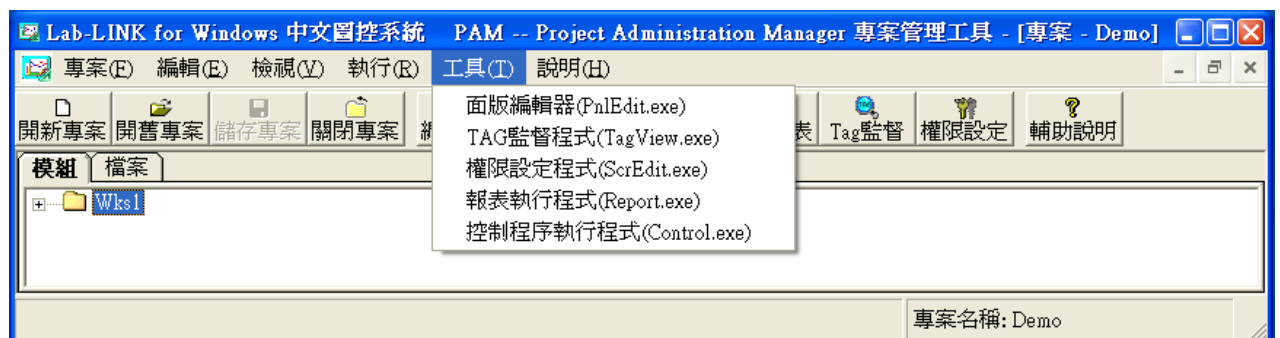 Lab-LINK for Windows 中文圖控系統 PAM -- Project Administration Manager 專案管理工具 - [專案 - Demo]
專案(F) 編輯(E) 檢視(V) 執行(R) 工具(T) 說明(H)
開新專案 開舊專案 儲存專案 關閉專案 表 Tag監督 權限設定 輔助說明
面版編輯器(PnlEdit.exe)
TAG監督程式(TagView.exe)
權限設定程式(ScrEdit.exe)
報表執行程式(Report.exe)
控制程序執行程式(Control.exe)
模組 檔案
Wks1
專案名稱: Demo